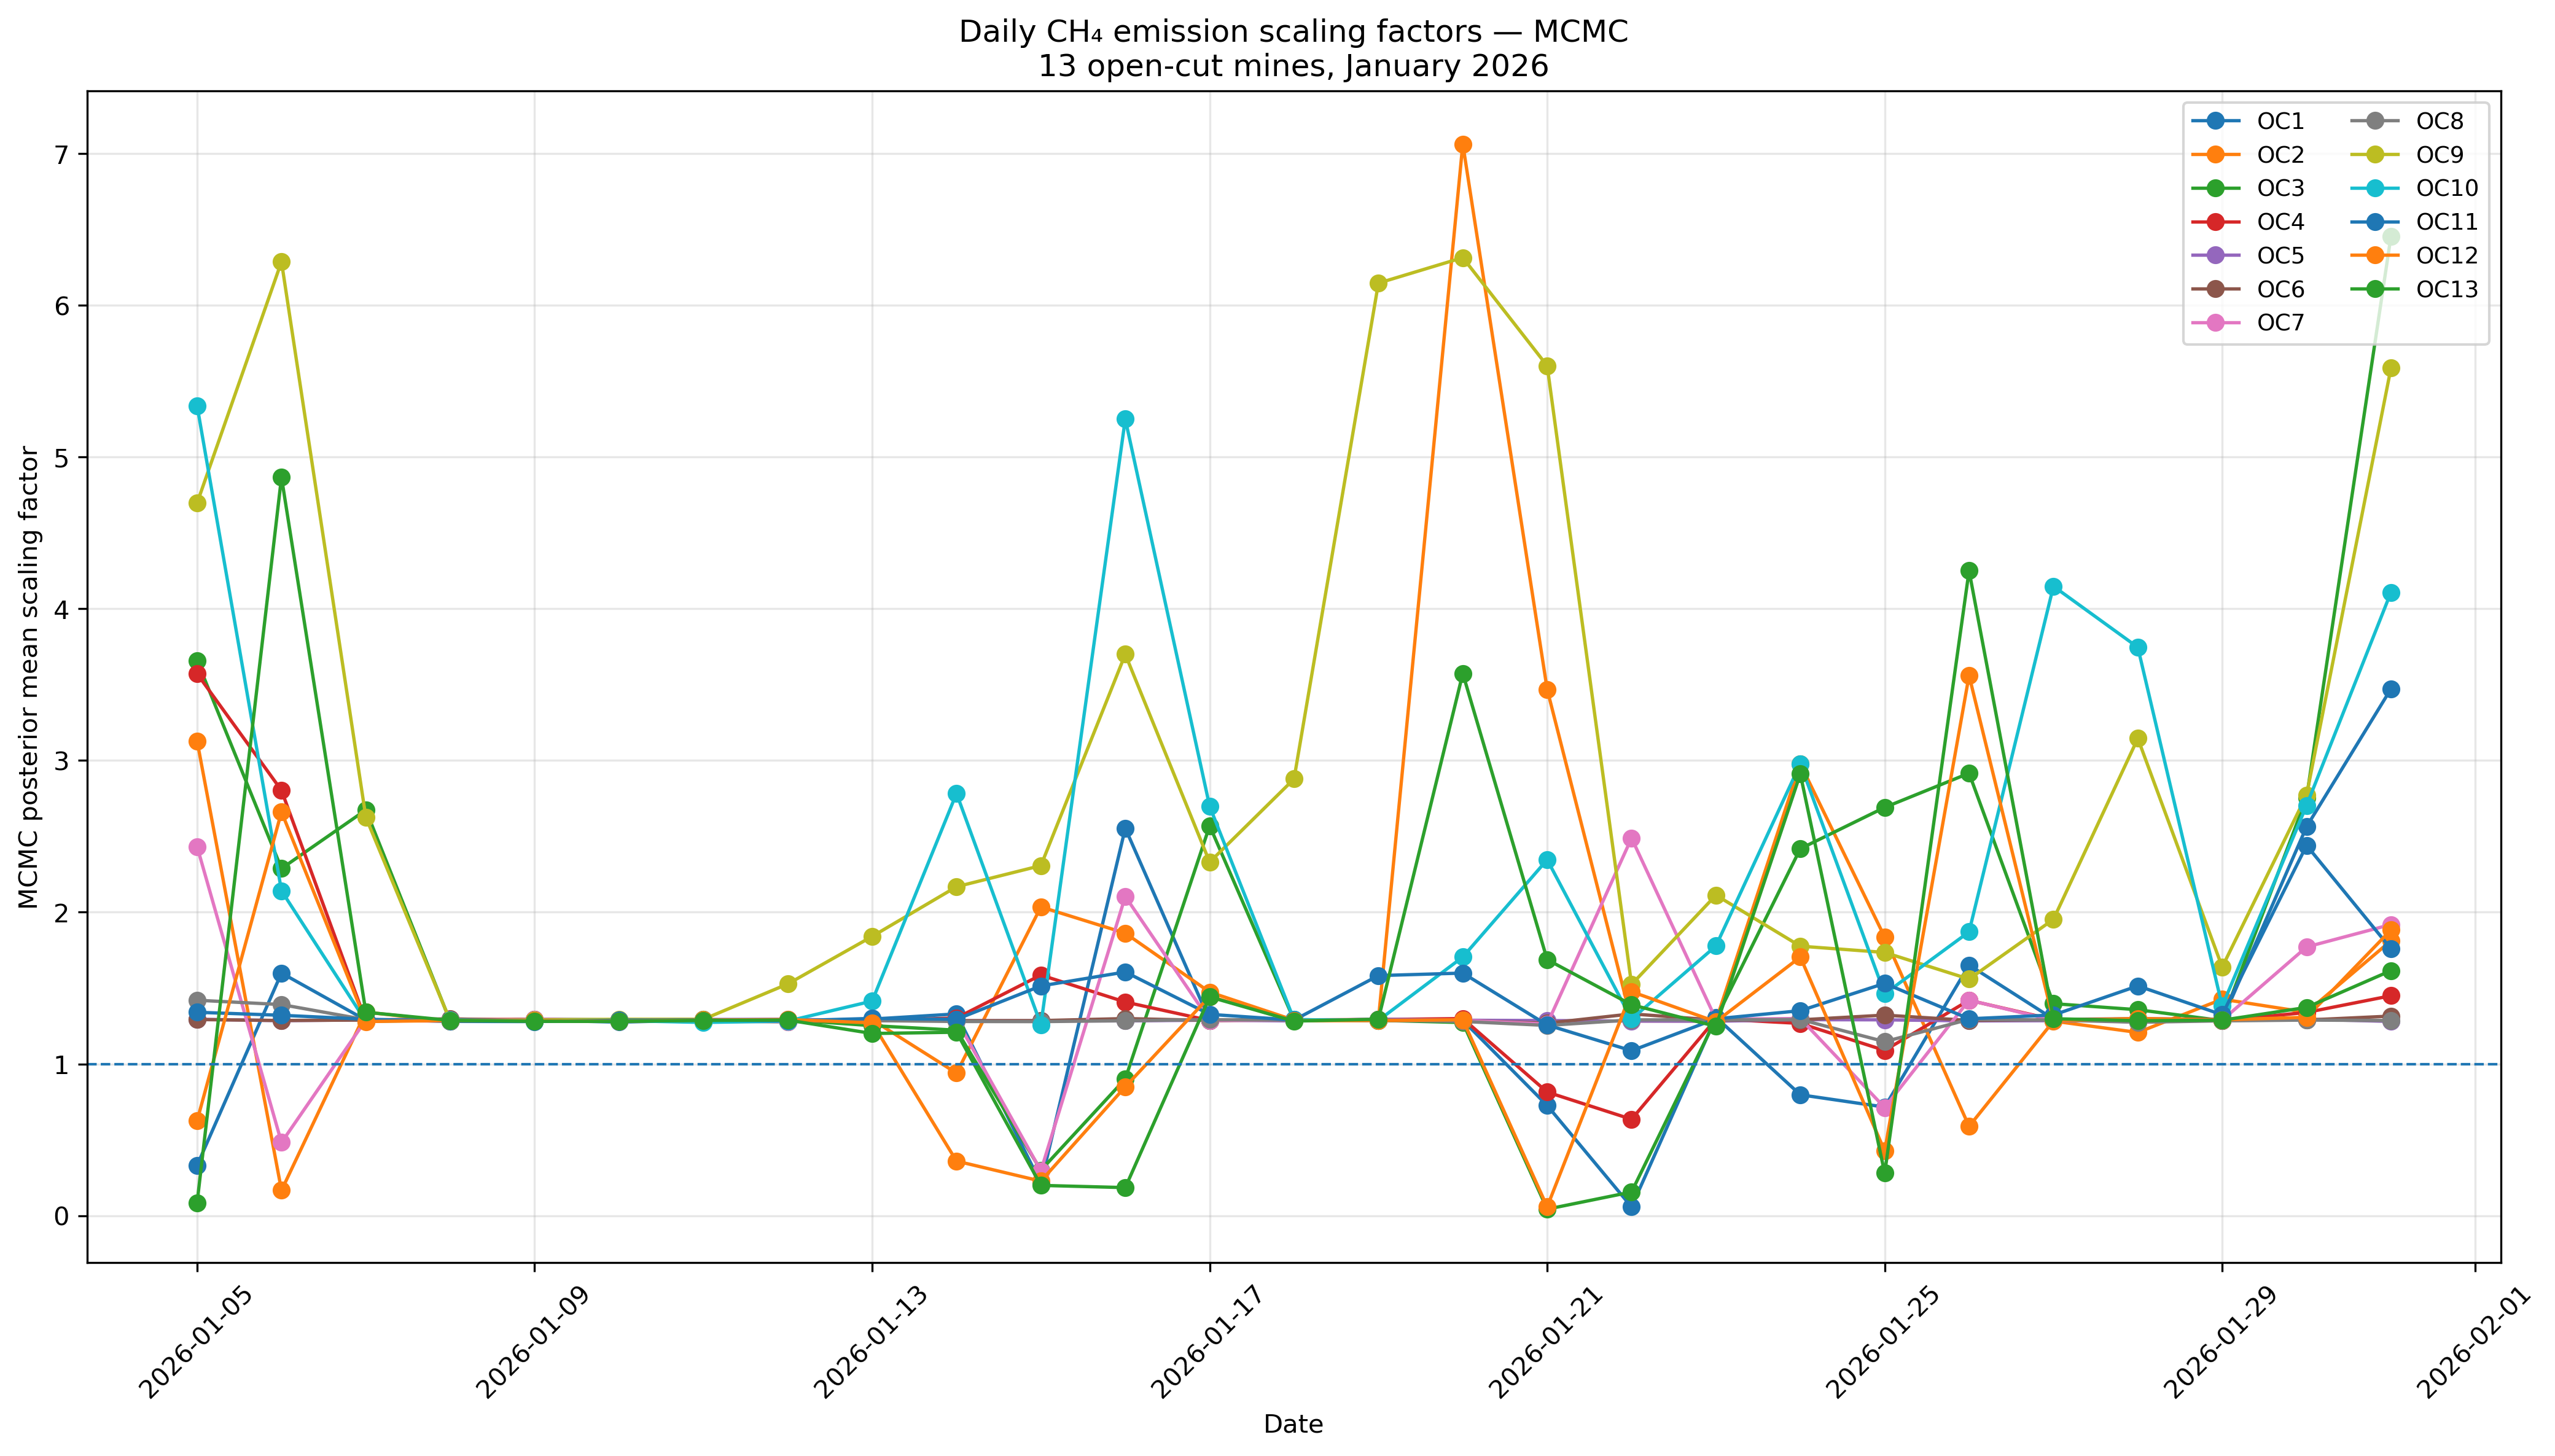 Daily CH₄ emission scaling factors — MCMC
13 open-cut mines, January 2026
MCMC posterior mean scaling factor
7
6
5
4
3
2
1
0
OC1
OC2
OC3
OC4
OC5
OC6
OC7
OC8
OC9
OC10
OC11
OC12
OC13
2026-01-05
2026-01-09
2026-01-13
2026-01-17
2026-01-21
2026-01-25
2026-01-29
2026-02-01
Date